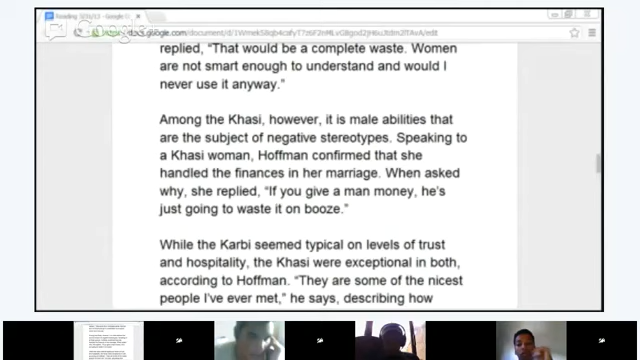 Google
docs.google.com
replied, “That would be a complete waste. Women
are not smart enough to understand and would I
never use it anyway.”
Among the Khasi, however, it is male abilities that
are the subject of negative stereotypes. Speaking to
a Khasi woman, Hoffman confirmed that she
handled the finances in her marriage. When asked
why, she replied, “If you give a man money, he's
just going to waste it on booze.”
While the Karbi seemed typical on levels of trust
and hospitality, the Khasi were exceptional in both,
according to Hoffman. “They are some of the nicest
people I've ever met,” he says, describing how